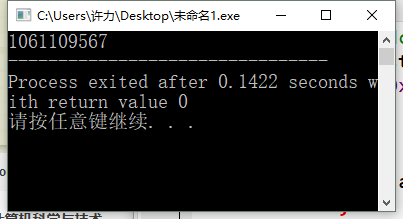 C:\Users\许力\Desktop\未命名1.exe
1061109567
--------------------------------
Process exited after 0.1422 seconds w
ith return value 0
请按任意键继续. . .